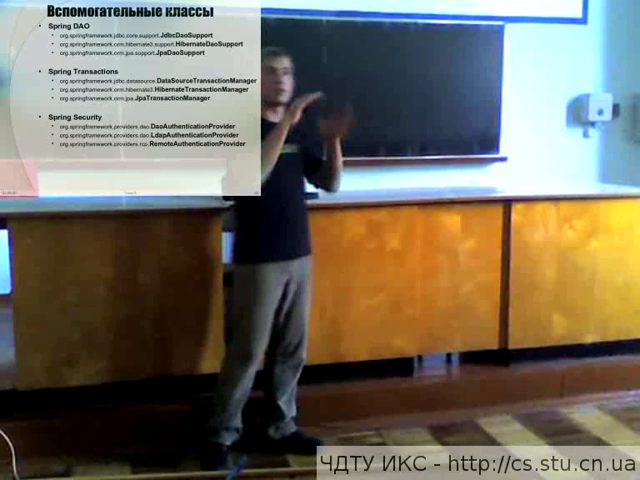 Вспомогательные классы
• Spring DAO
• org.springframework.jdbc.core.support.JdbcDaoSupport
• org.springframework.orm.hibernate3.support.HibernateDaoSupport
• org.springframework.orm.jpa.support.JpaDaoSupport
• Spring Transactions
• org.springframework.jdbc.datasource.DataSourceTransactionManager
• org.springframework.orm.hibernate3.HibernateTransactionManager
• org.springframework.orm.jpa.JpaTransactionManager
• Spring Security
• org.springframework.providers.dao.DaoAuthenticationProvider
• org.springframework.providers.dao.LdapAuthenticationProvider
• org.springframework.providers.rcp.RemoteAuthenticationProvider
ЧДТУ ИКС - http://cs.stu.cn.ua